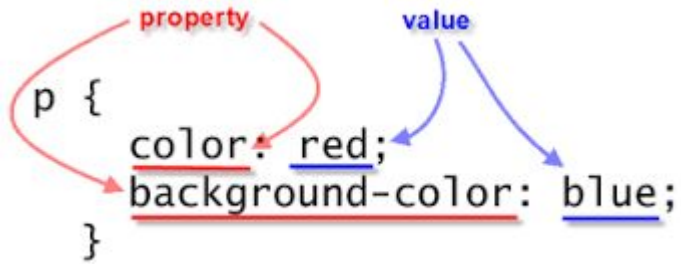 property value
p {
color: red;
background-color: blue;
}